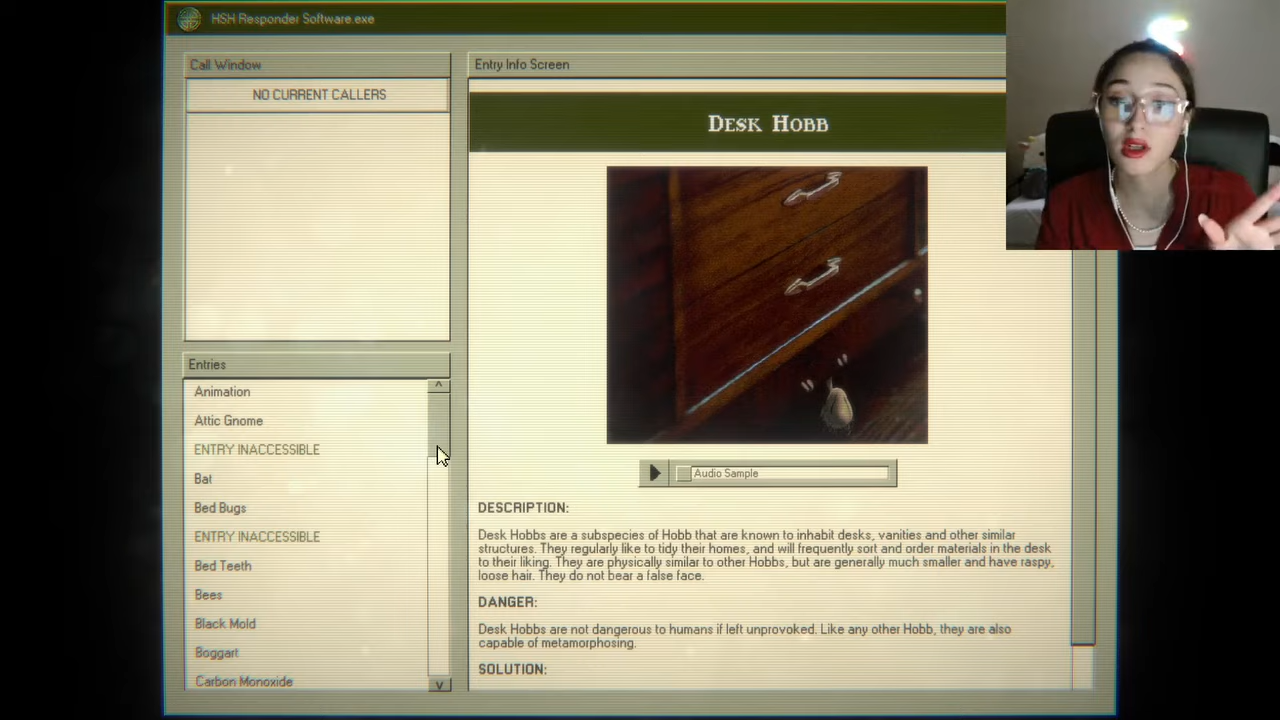 HSH Responder Software.exe
Call Window
NO CURRENT CALLERS
Entries
Animation
Attic Gnome
ENTRY INACCESSIBLE
Bat
Bed Bugs
ENTRY INACCESSIBLE
Bed Teeth
Bees
Black Mold
Boggart
Carbon Monoxide
Entry Info Screen
DESK HOBB
Audio Sample
DESCRIPTION:
Desk Hobbs are a subspecies of Hobb that are known to inhabit desks, vanities and other similar
structures. They regularly like to tidy their homes, and will frequently sort and order materials in the desk
to their liking. They are physically similar to other Hobbs, but are generally much smaller and have raspy,
loose hair. They do not bear a false face.
DANGER:
Desk Hobbs are not dangerous to humans if left unprovoked. Like any other Hobb, they are also
capable of metamorphosing.
SOLUTION: